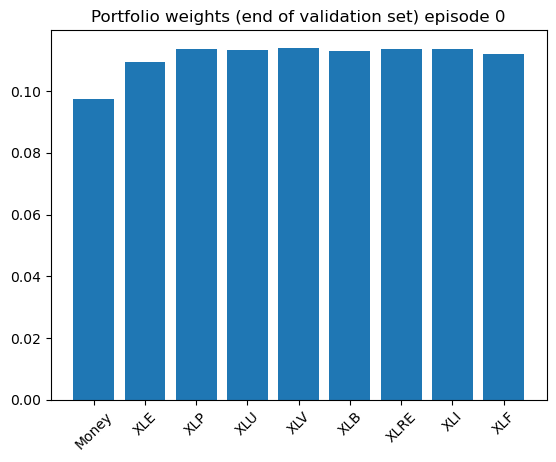 Portfolio weights (end of validation set) episode 0
0.10
0.08
0.06
0.04
0.02
0.00
Money
XLE
XLP
XLU
XLV
XLB
XLRE
XLI
XLF